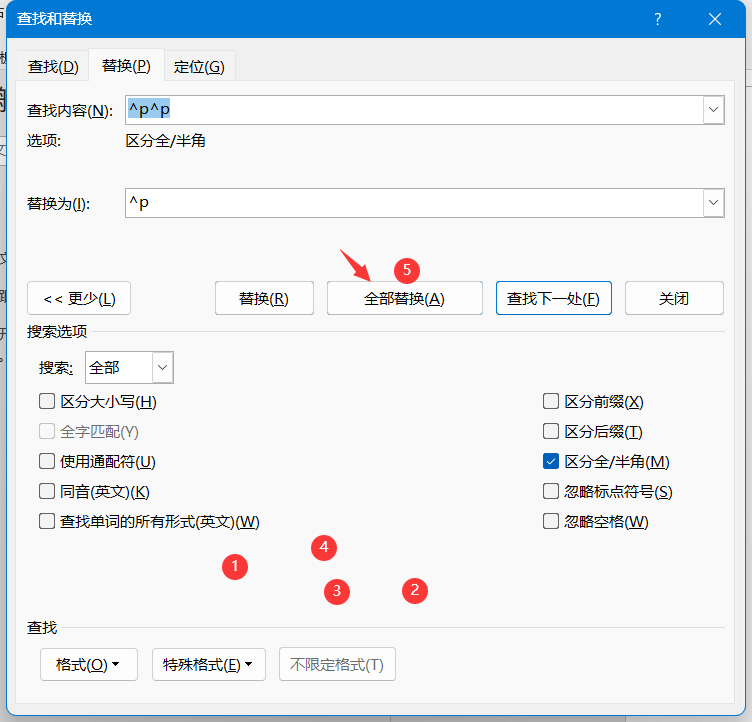 查找和替换 ?
查找(D) 替换(P) 定位(G)
查找内容(N): ^p^p
选项: 区分全/半角
替换为(I): ^p
5
<< 更少(L) 替换(R) 全部替换(A) 查找下一处(F) 关闭
搜索选项
搜索: 全部
区分大小写(H) 区分前缀(X)
全字匹配(Y) 区分后缀(T)
使用通配符(U) 区分全/半角(M)
同音(英文)(K) 忽略标点符号(S)
查找单词的所有形式(英文)(W) 忽略空格(W)
4
1
3 2
查找
格式(O) 特殊格式(E) 不限定格式(T)